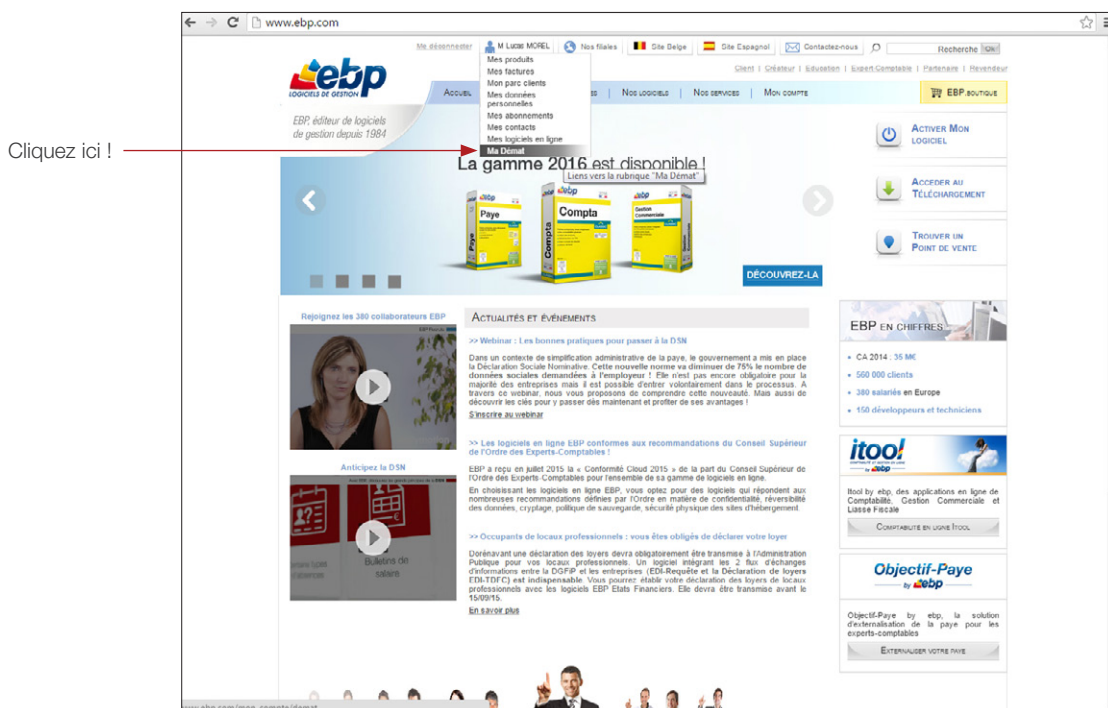 www.ebp.com
Me déconnecter
M Lucas MOREL
Nos filiales
Site Belge
Site Espagnol
Contactez-nous
Recherche
Ok
Client | Créateur | Education | Expert Comptable | Partenaire | Revendeur
ebp
LOGICIELS DE GESTION
Mes produits
Mes factures
Mon parc clients
Mes données
personnelles
Mes abonnements
Mes contacts
Mes logiciels en ligne
Ma Démat
ACCUEIL
NOS LOGICIELS | NOS SERVICES | MON COMPTE
EBP.BOUTIQUE
EBP, éditeur de logiciels
de gestion depuis 1984
Cliquez ici !
La gamme 2016 est disponible !
Liens vers la rubrique "Ma Démat"
Paye
Paye
Compta
Compta
Gestion
Commerciale
DÉCOUVREZ-LA
ACTIVER MON
LOGICIEL
ACCEDER AU
TÉLÉCHARGEMENT
TROUVER UN
POINT DE VENTE
Rejoignez les 380 collaborateurs EBP
Anticipez la DSN
Bulletins de
salaire
ACTUALITÉS ET ÉVÉNEMENTS
>> Webinar : Les bonnes pratiques pour passer à la DSN
Dans un contexte de simplification administrative de la paye, le gouvernement a mis en place
la Déclaration Sociale Nominative. Cette nouvelle norme va diminuer de 75% le nombre de
données sociales demandées à l'employeur ! Elle n'est pas encore obligatoire pour la
majorité des entreprises mais il est possible d'entrer volontairement dans le processus. A
travers ce webinar, nous vous proposons de comprendre cette nouveauté. Mais aussi de
découvrir les clés pour y passer dès maintenant et profiter de ses avantages !
S'inscrire au webinar
>> Les logiciels en ligne EBP conformes aux recommandations du Conseil Supérieur
de l'Ordre des Experts-Comptables !
EBP a reçu en juillet 2015 la « Conformité Cloud 2015 » de la part du Conseil Supérieur de
l'Ordre des Experts-Comptables pour l'ensemble de sa gamme de logiciels en ligne.
En choisissant les logiciels en ligne EBP, vous optez pour des logiciels qui répondent aux
nombreuses recommandations définies par l'Ordre en matière de confidentialité, réversibilité
des données, cryptage, politique de sauvegarde, sécurité physique des sites d'hébergement.
>> Occupants de locaux professionnels : vous êtes obligés de déclarer votre loyer
Dorénavant une déclaration des loyers devra obligatoirement être transmise à l'Administration
Publique pour vos locaux professionnels. Un logiciel intégrant les 2 flux d'échanges
d'informations entre la DGFiP et les entreprises (EDI-Requête et la Déclaration de loyers
EDI-TDFC) est indispensable. Vous pourrez établir votre déclaration des loyers de locaux
professionnels avec les logiciels EBP Etats Financiers. Elle devra être transmise avant le
15/09/15.
En savoir plus
EBP EN CHIFFRES
CA 2014 : 35 M€
560 000 clients
380 salariés en Europe
150 développeurs et techniciens
itool
by ebp
Itool by ebp, des applications en ligne de
Comptabilité, Gestion Commerciale et
Liasse Fiscale
COMPTABILITÉ EN LIGNE ITOOL
Objectif-Paye
by ebp
Objectif-Paye by ebp, la solution
d'externalisation de la paye pour les
experts-comptables
EXTERNALISER VOTRE PAYE